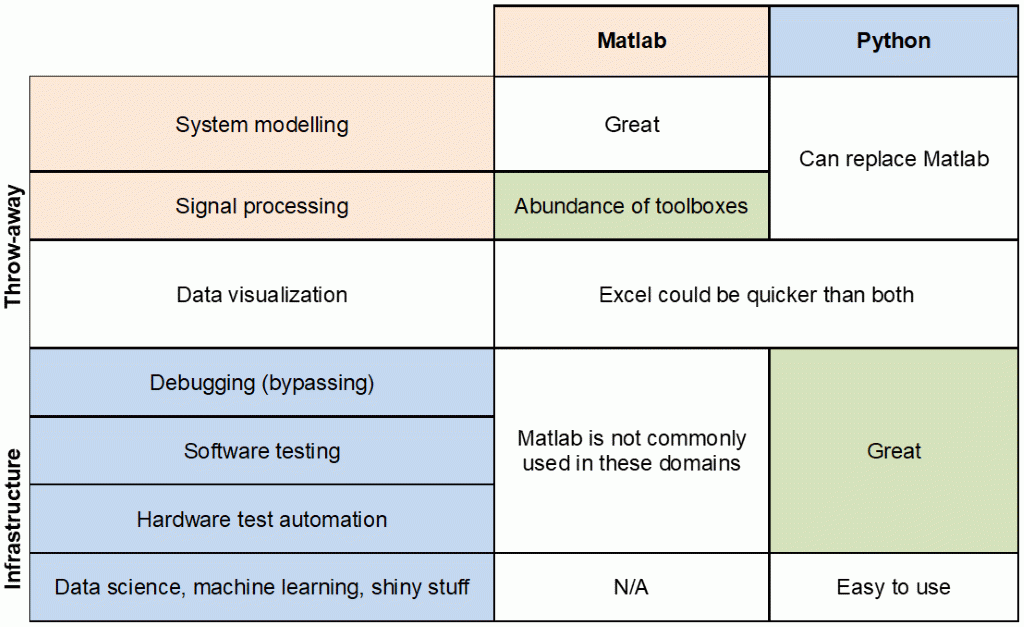 Matlab
Python
Throw-away
System modelling
Great
Can replace Matlab
Signal processing
Abundance of toolboxes
Data visualization
Excel could be quicker than both
Infrastructure
Debugging (bypassing)
Software testing
Hardware test automation
Matlab is not commonly
used in these domains
Great
Data science, machine learning, shiny stuff
N/A
Easy to use